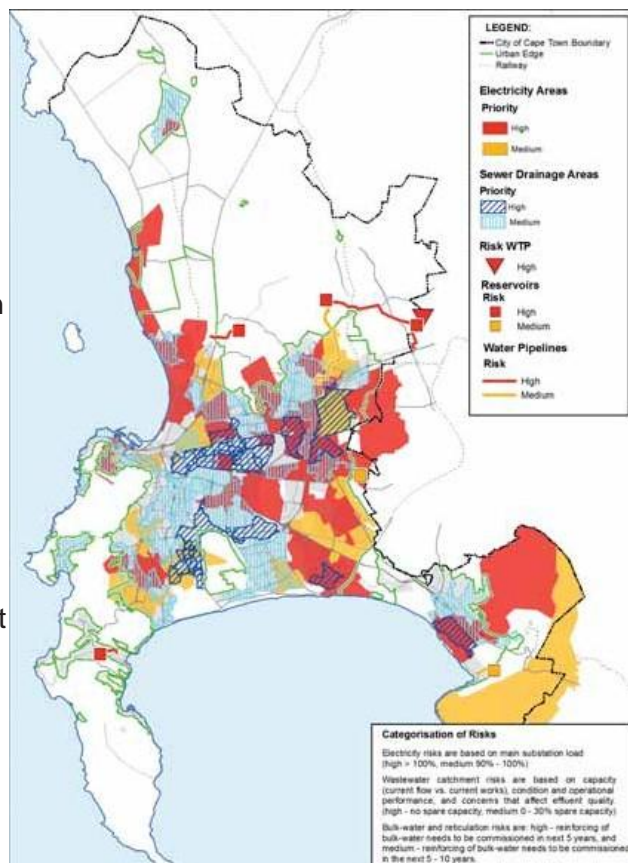 LEGEND:
City of Cape Town Boundary
Urban Edge
Railway
Electricity Areas
Priority
High
Medium
Sewer Drainage Areas
Priority
High
Medium
Risk WTP
High
Reservoirs
Risk
High
Medium
Water Pipelines
Risk
High
Medium
n
t
Categorisation of Risks
Electricity risks are based on main substation load
(high > 100%, medium 90% - 100%)
Wastewater catchment risks are based on capacity
(current flow vs. current works), condition and operational
performance, and concerns that affect effluent quality.
(high - no spare capacity, medium 0 - 30% spare capacity)
Bulk-water and reticulation risks are: high - reinforcing of
bulk-water needs to be commissioned in next 5 years, and
medium - reinforcing of bulk-water needs to be commissioned
in the next 5 - 10 years.